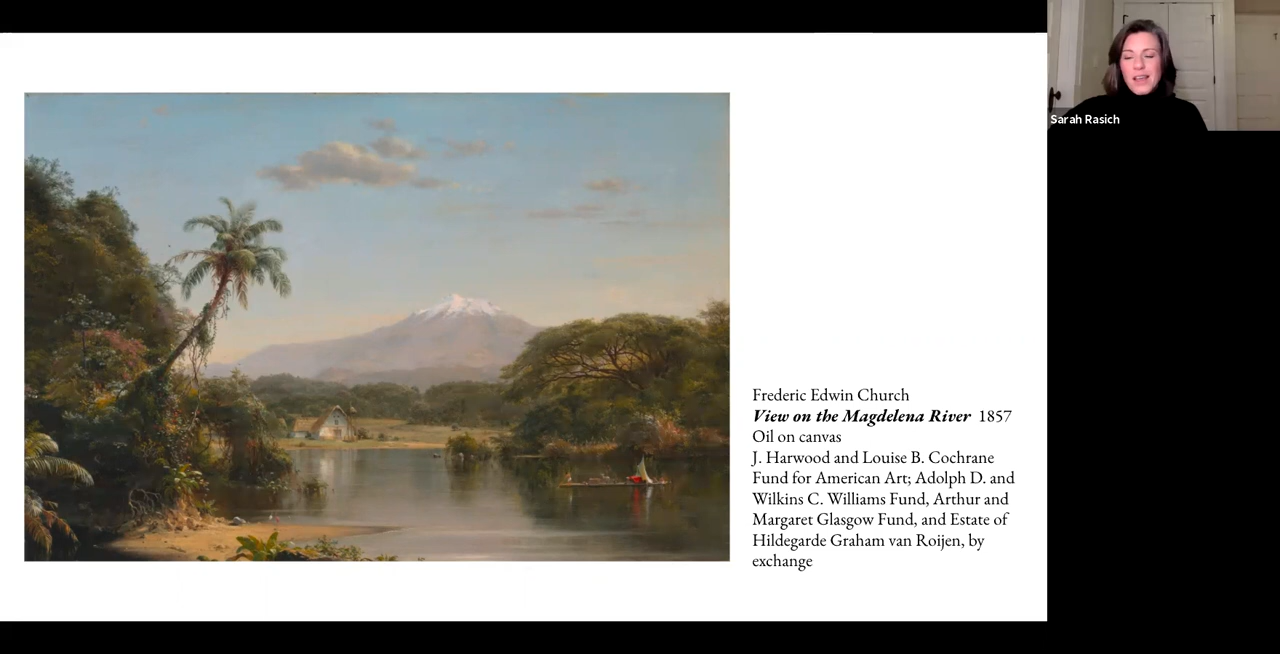 Sarah Rasich
Frederic Edwin Church
View on the Magdelena River 1857
Oil on canvas
J. Harwood and Louise B. Cochrane
Fund for American Art; Adolph D. and
Wilkins C. Williams Fund, Arthur and
Margaret Glasgow Fund, and Estate of
Hildegarde Graham van Roijen, by
exchange